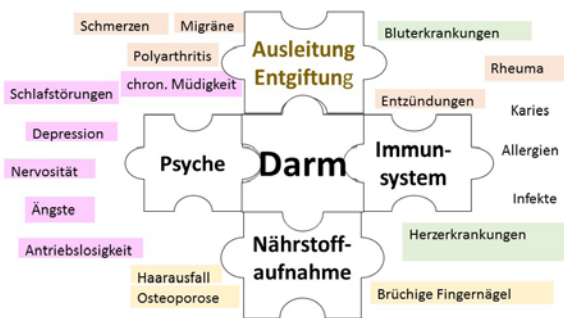 Schmerzen
Migräne
Ausleitung
Entgiftung
Bluterkrankungen
Polyarthritis
Rheuma
chron. Müdigkeit
Schlafstörungen
Entzündungen
Karies
Depression
Psyche
Darm
Immun-
system
Allergien
Nervosität
Ängste
Infekte
Antriebslosigkeit
Nährstoff-
aufnahme
Herzerkrankungen
Haarausfall
Osteoporose
Brüchige Fingernägel